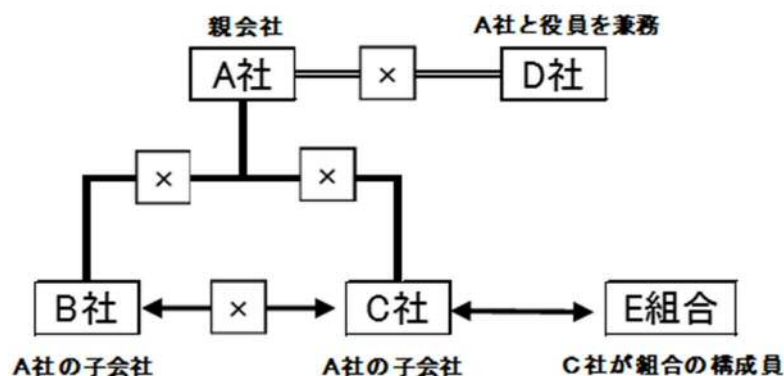 親会社
A社と役員を兼務
A社
×
D社
×
×
B社
×
C社
E組合
A社の子会社
A社の子会社
C社が組合の構成員